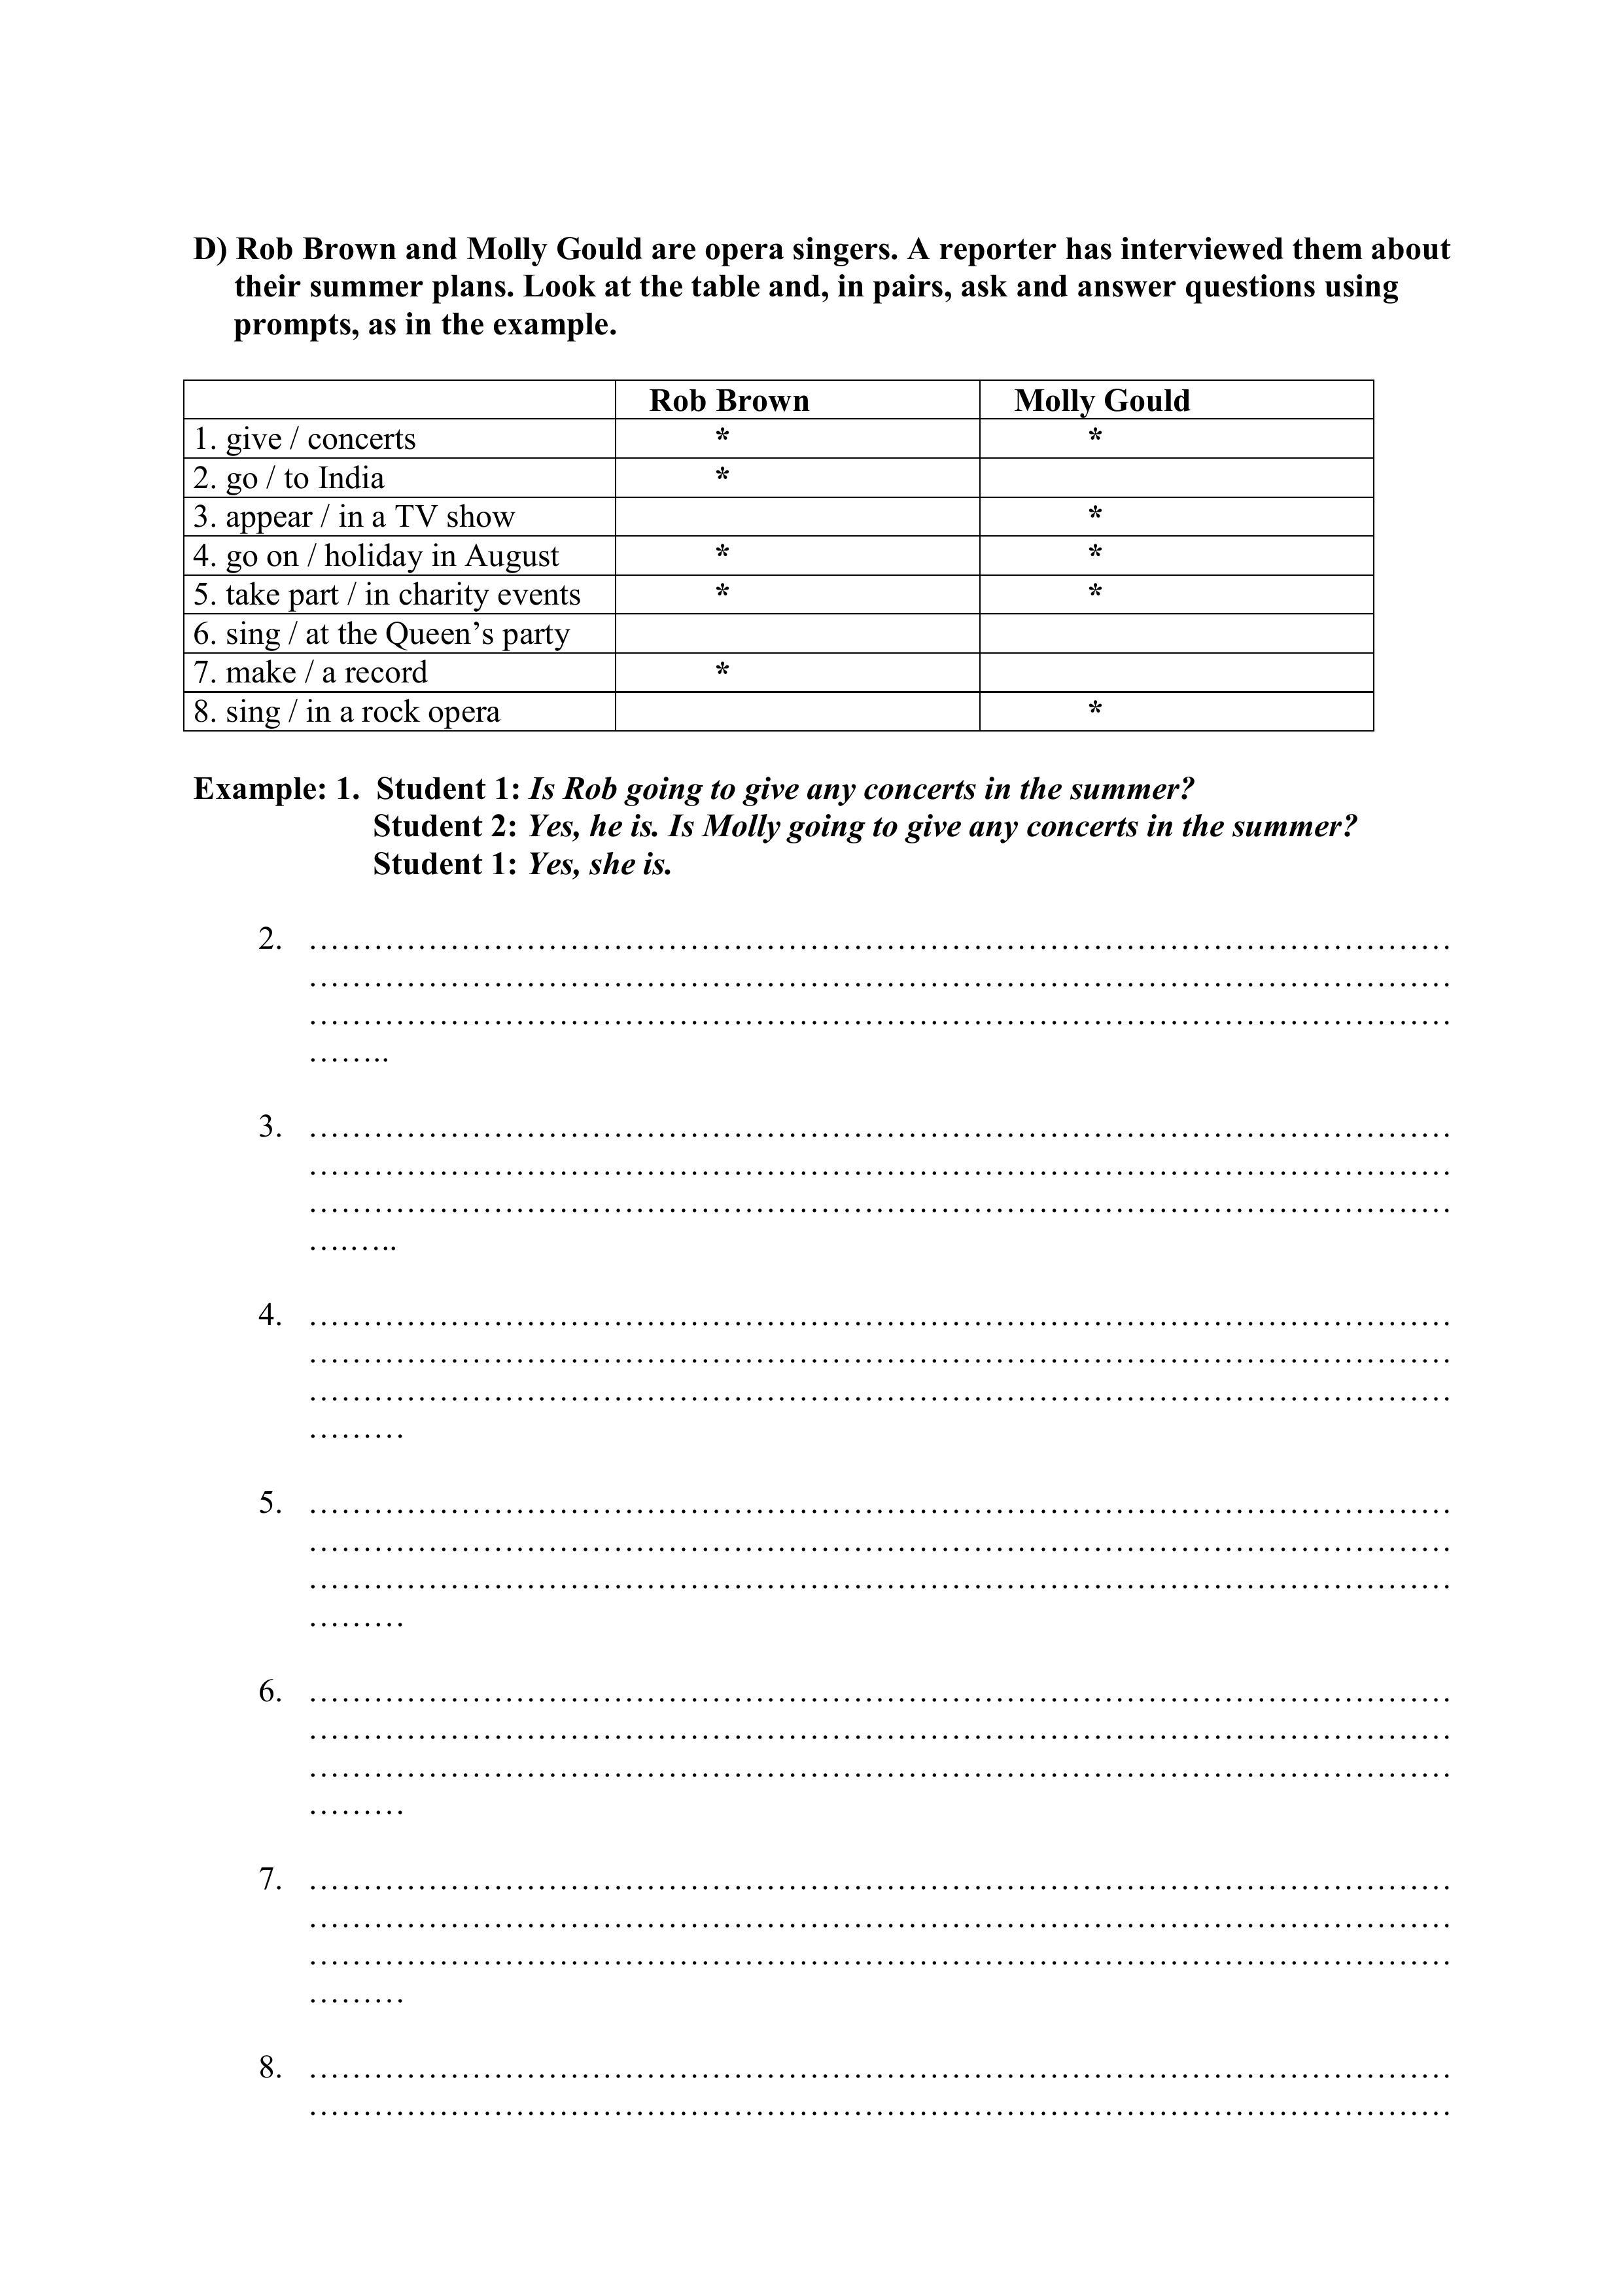 D) Rob Brown and Molly Gould are opera singers. A reporter has interviewed them about
their summer plans. Look at the table and, in pairs, ask and answer questions using
prompts, as in the example.
Rob Brown Molly Gould
1. give / concerts * *
2. go / to India *
3. appear / in a TV show *
4. go on / holiday in August * *
5. take part / in charity events * *
6. sing / at the Queen’s party
7. make / a record *
8. sing / in a rock opera *
Example: 1. Student 1: Is Rob going to give any concerts in the summer?
Student 2: Yes, he is. Is Molly going to give any concerts in the summer?
Student 1: Yes, she is.
2. ………………………………………………………………………………………………
………………………………………………………………………………………………
………………………………………………………………………………………………
……..
3. ………………………………………………………………………………………………
………………………………………………………………………………………………
………………………………………………………………………………………………
….…..
4. ………………………………………………………………………………………………
………………………………………………………………………………………………
………………………………………………………………………………………………
………
5. ………………………………………………………………………………………………
………………………………………………………………………………………………
………………………………………………………………………………………………
………
6. ………………………………………………………………………………………………
………………………………………………………………………………………………
………………………………………………………………………………………………
………
7. ………………………………………………………………………………………………
………………………………………………………………………………………………
………………………………………………………………………………………………
………
8. ………………………………………………………………………………………………
………………………………………………………………………………………………